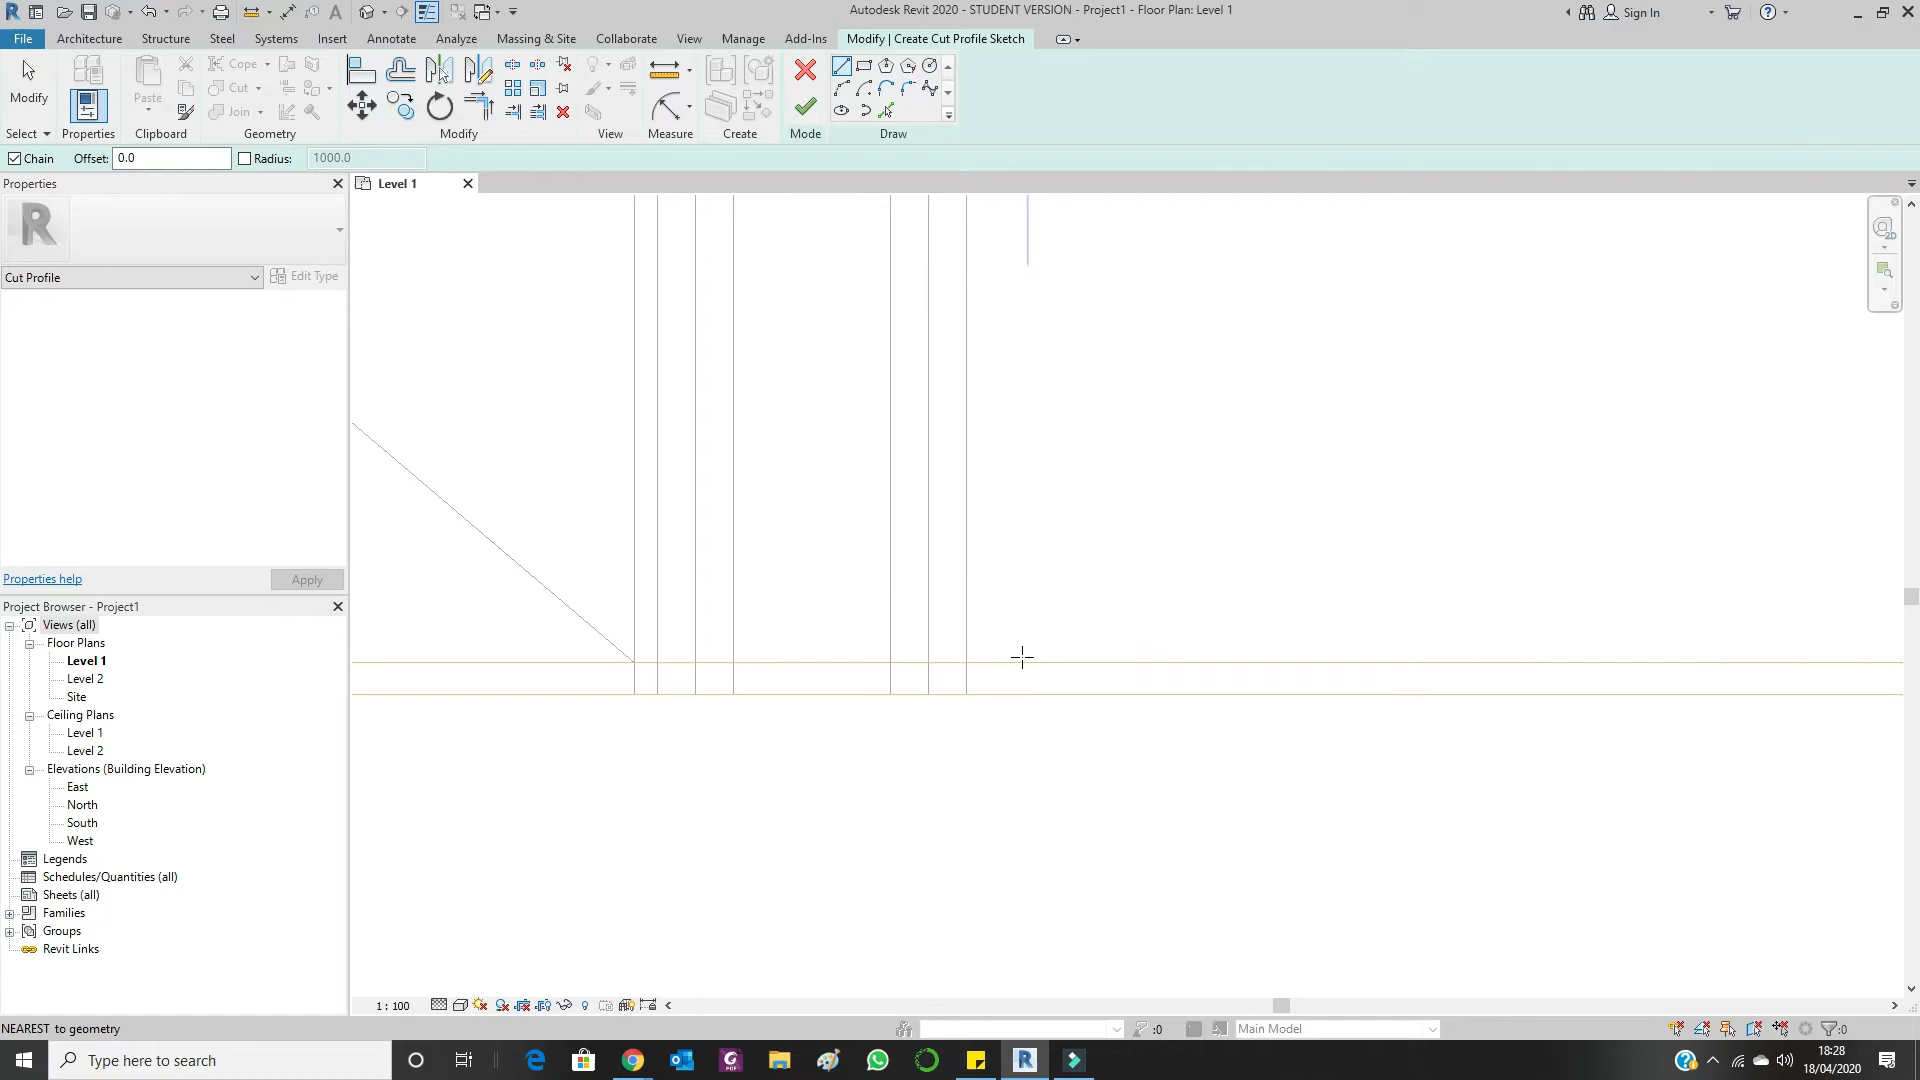 Autodesk Revit 2020 - STUDENT VERSION - Project1 - Floor Plan: Level 1
Sign In
File Architecture Structure Steel Systems Insert Annotate Analyze Massing & Site Collaborate View Manage Add-Ins Modify | Create Cut Profile Sketch
Modify
Paste
Cope
Cut
Join
Select Properties Clipboard Geometry Modify View Measure Create Mode Draw
Chain Offset: 0.0 Radius: 1000.0
Properties
Level 1
2D
R
Cut Profile
Edit Type
Properties help
Apply
Project Browser - Project1
Views (all)
Floor Plans
Level 1
Level 2
Site
Ceiling Plans
Level 1
Level 2
Elevations (Building Elevation)
East
North
South
West
Legends
Schedules/Quantities (all)
Sheets (all)
Families
Groups
Revit Links
1 : 100
NEAREST to geometry
:0
Main Model
:0
Type here to search
18:28
18/04/2020